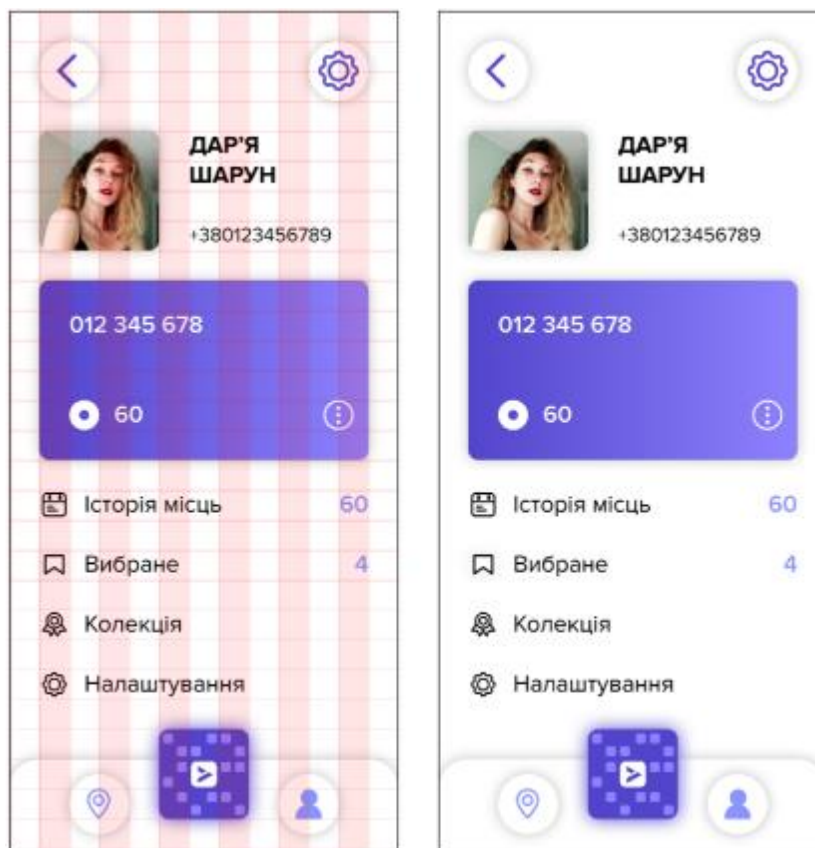 ДАР'Я
ШАРУН
+380123456789
012 345 678
60
Історія місць 60
Вибране 4
Колекція
Налаштування
ДАР'Я
ШАРУН
+380123456789
012 345 678
60
Історія місць 60
Вибране 4
Колекція
Налаштування